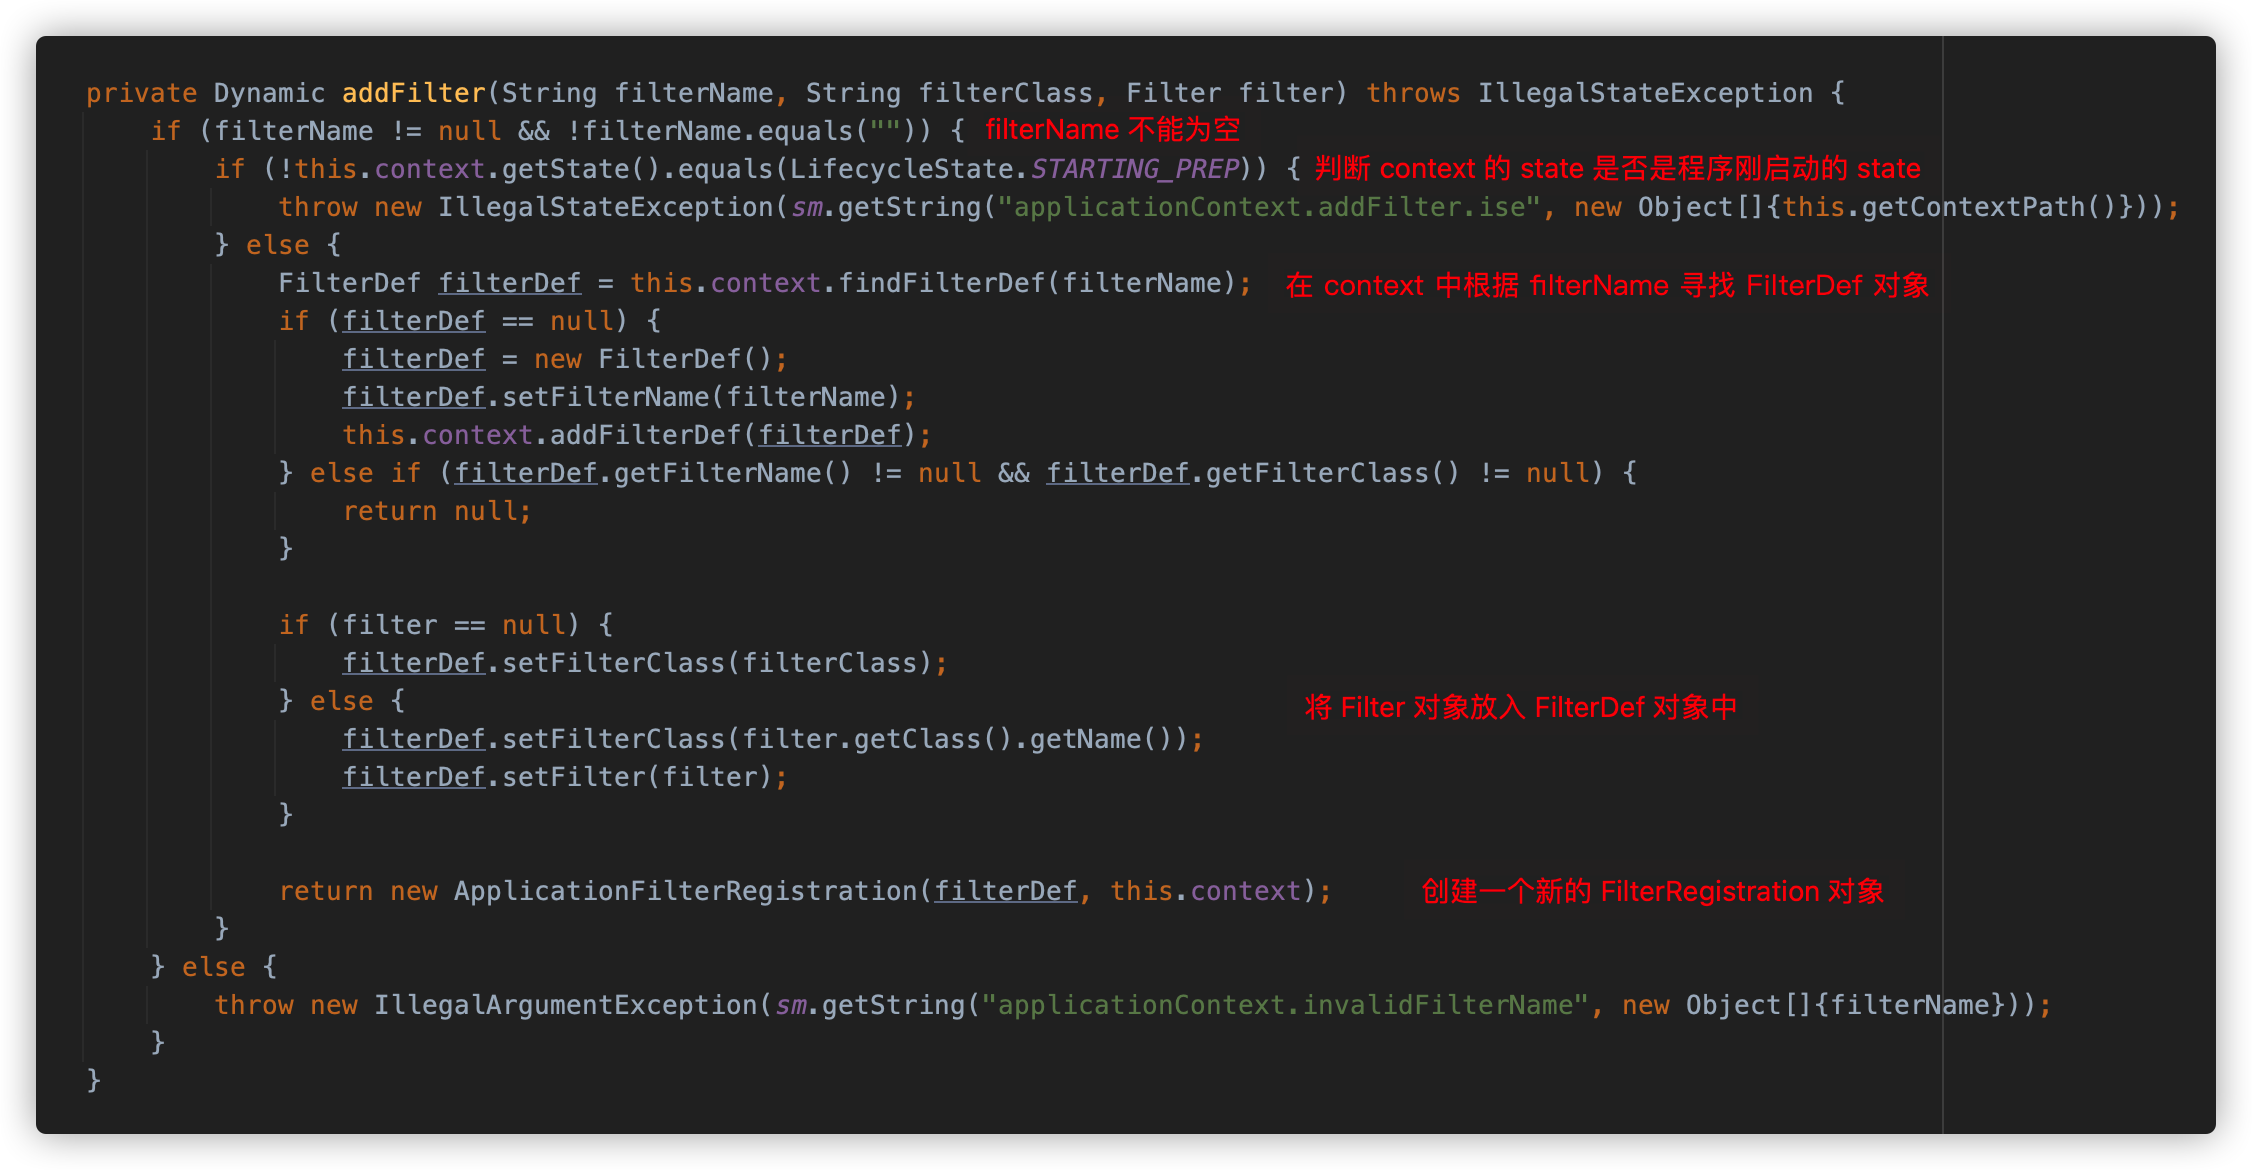 private Dynamic addFilter(String filterName, String filterClass, Filter filter) throws IllegalStateException {
if (filterName != null && !filterName.equals("")) { filterName 不能为空
if (!this.context.getState().equals(LifecycleState.STARTING_PREP)) { 判断 context 的 state 是否是程序刚启动的 state
throw new IllegalStateException(sm.getString("applicationContext.addFilter.ise", new Object[]{this.getContextPath()}));
} else {
FilterDef filterDef = this.context.findFilterDef(filterName); 在 context 中根据 filterName 寻找 FilterDef 对象
if (filterDef == null) {
filterDef = new FilterDef();
filterDef.setFilterName(filterName);
this.context.addFilterDef(filterDef);
} else if (filterDef.getFilterName() != null && filterDef.getFilterClass() != null) {
return null;
}
if (filter == null) {
filterDef.setFilterClass(filterClass);
} else {
将 Filter 对象放入 FilterDef 对象中
filterDef.setFilterClass(filter.getClass().getName());
filterDef.setFilter(filter);
}
return new ApplicationFilterRegistration(filterDef, this.context); 创建一个新的 FilterRegistration 对象
}
} else {
throw new IllegalArgumentException(sm.getString("applicationContext.invalidFilterName", new Object[]{filterName}));
}
}